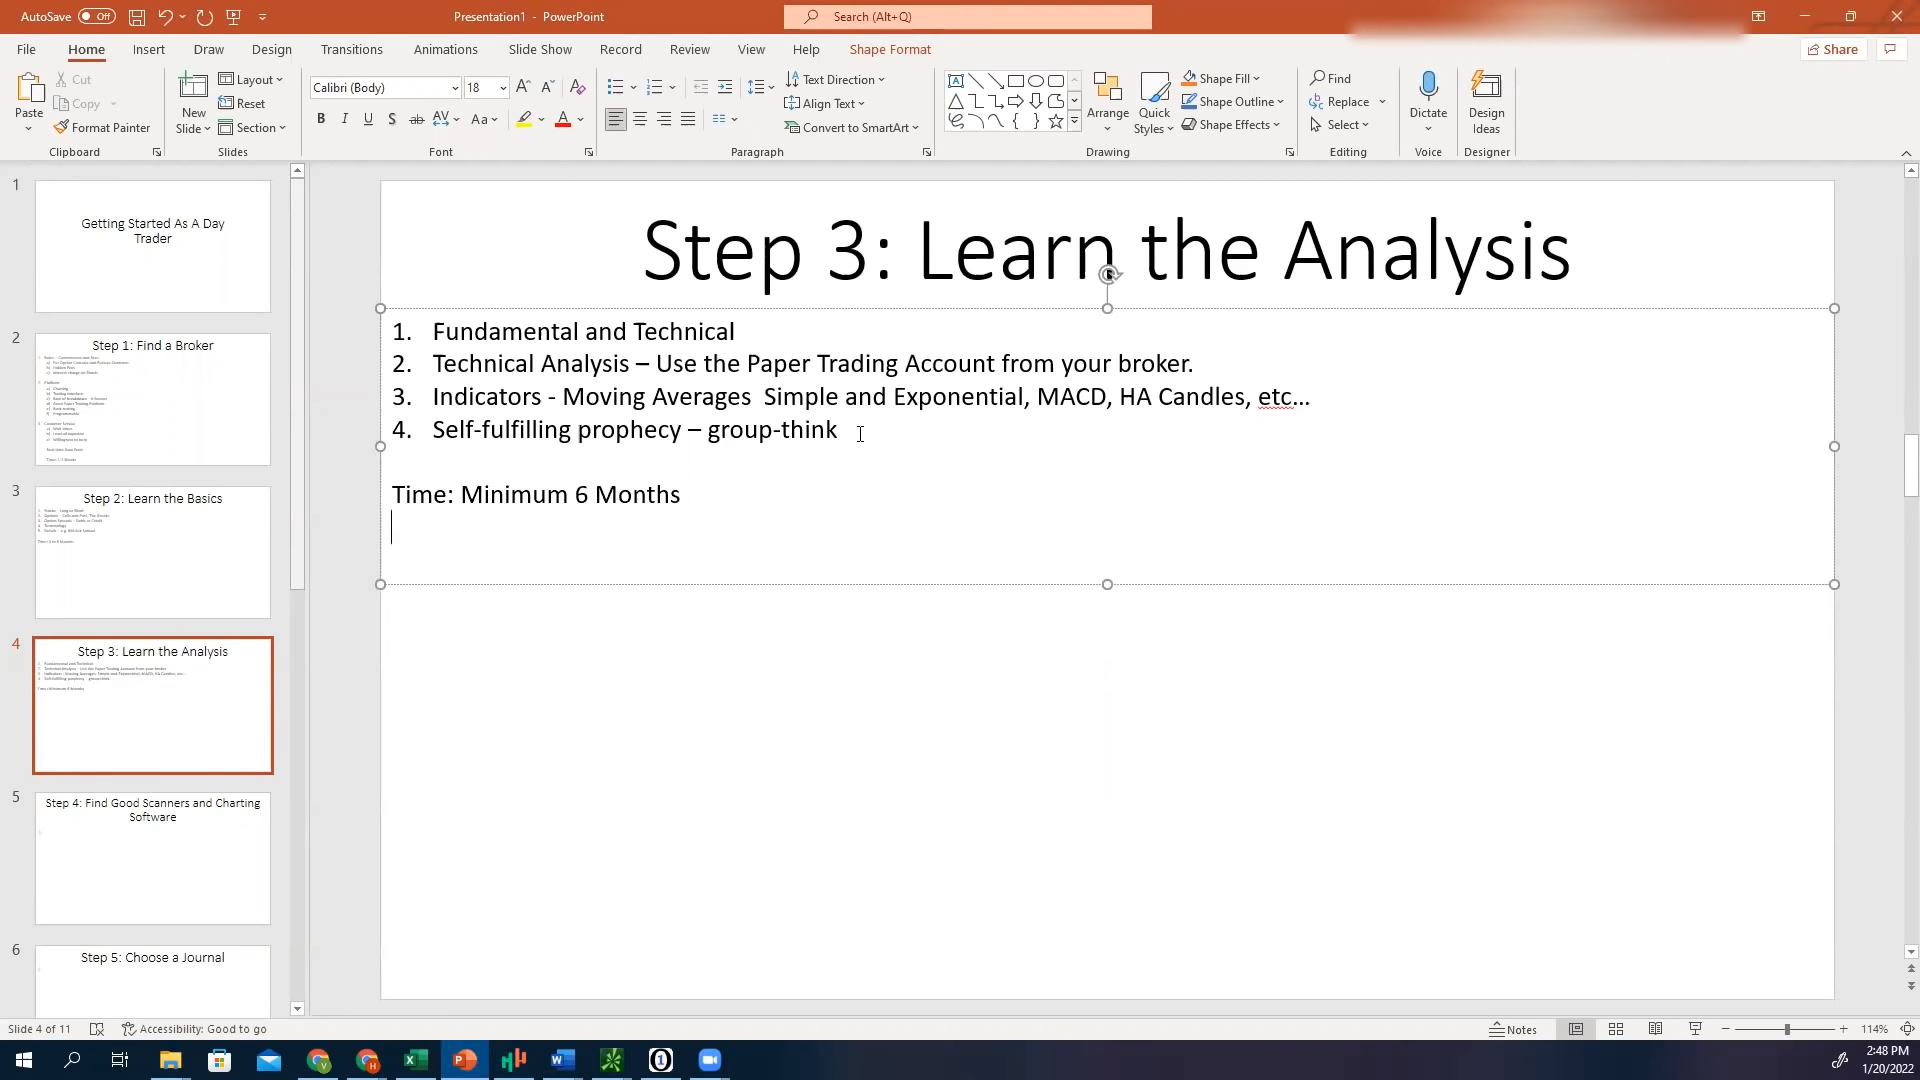 AutoSave Off
Presentation1 - PowerPoint
Search (Alt+Q)
File Home Insert Draw Design Transitions Animations Slide Show Record Review View Help Shape Format
Share
Paste
Cut
Copy
Format Painter
Clipboard
New Slide
Layout
Reset
Section
Slides
Calibri (Body) 18
Font
Text Direction
Align Text
Convert to SmartArt
Paragraph
Arrange
Quick Styles
Shape Fill
Shape Outline
Shape Effects
Drawing
Find
Replace
Select
Editing
Dictate
Voice
Design Ideas
Designer
1
Getting Started As A Day
Trader
2
Step 1: Find a Broker
3
Step 2: Learn the Basics
4
Step 3: Learn the Analysis
5
Step 4: Find Good Scanners and Charting
Software
6
Step 5: Choose a Journal
Step 3: Learn the Analysis
1. Fundamental and Technical
2. Technical Analysis – Use the Paper Trading Account from your broker.
3. Indicators - Moving Averages  Simple and Exponential, MACD, HA Candles, etc...
4. Self-fulfilling prophecy – group-think
Time: Minimum 6 Months
Slide 4 of 11
Accessibility: Good to go
Notes
114%
2:48 PM
1/20/2022